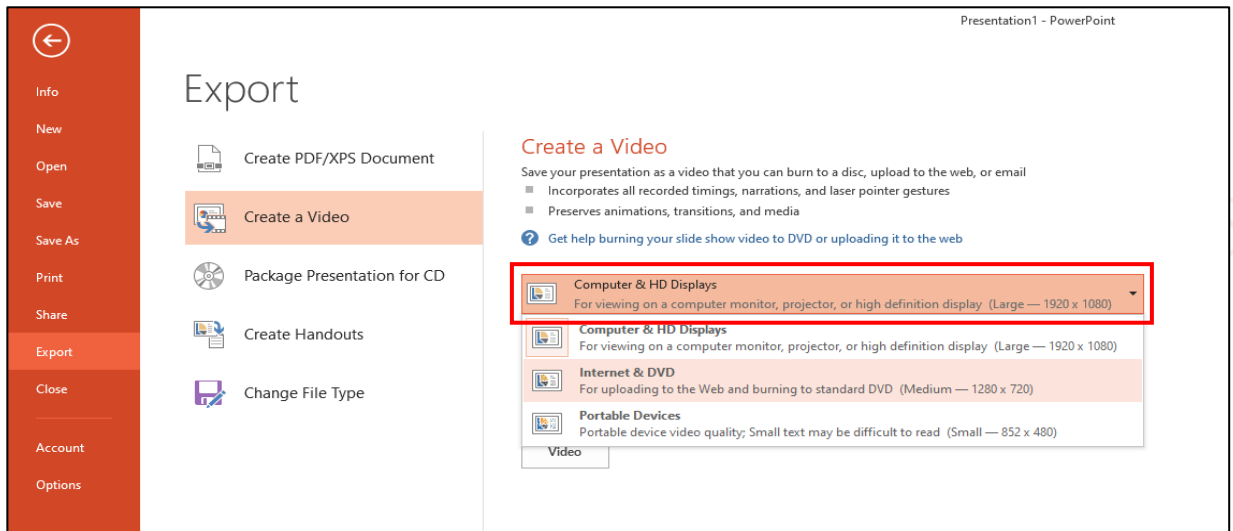 Presentation1 - PowerPoint
Info
New
Open
Save
Save As
Print
Share
Export
Close
Account
Options
Export
Create PDF/XPS Document
Create a Video
Package Presentation for CD
Create Handouts
Change File Type
Create a Video
Save your presentation as a video that you can burn to a disc, upload to the web, or email
Incorporates all recorded timings, narrations, and laser pointer gestures
Preserves animations, transitions, and media
Get help burning your slide show video to DVD or uploading it to the web
Computer & HD Displays
For viewing on a computer monitor, projector, or high definition display (Large — 1920 x 1080)
Computer & HD Displays
For viewing on a computer monitor, projector, or high definition display (Large — 1920 x 1080)
Internet & DVD
For uploading to the Web and burning to standard DVD (Medium — 1280 x 720)
Portable Devices
Portable device video quality; Small text may be difficult to read (Small — 852 x 480)
Video